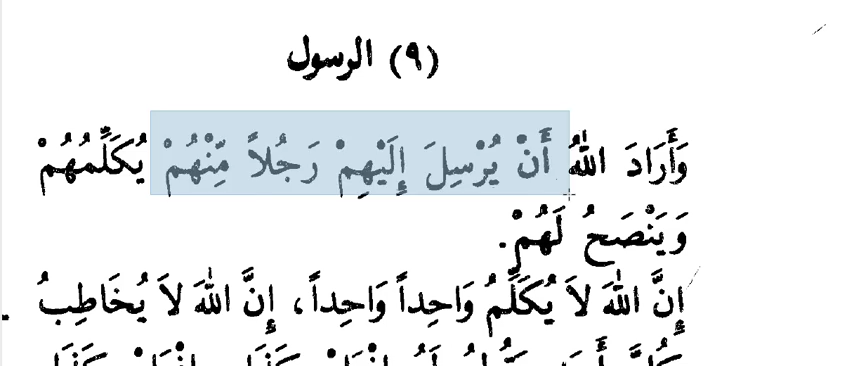 (٩) الرسول
وَأَرَادَ اللهُ أَنْ يُرْسِلَ إِلَيْهِمْ رَجُلاً مِّنْهُمْ يُكَلِّمُهُمْ
وَيَنْصَحُ لَهُمْ.
إِنَّ اللهَ لاَ يُكَلِّمُ وَاحِداً وَاحِداً، إِنَّ اللهَ لاَ يُخَاطِبُ